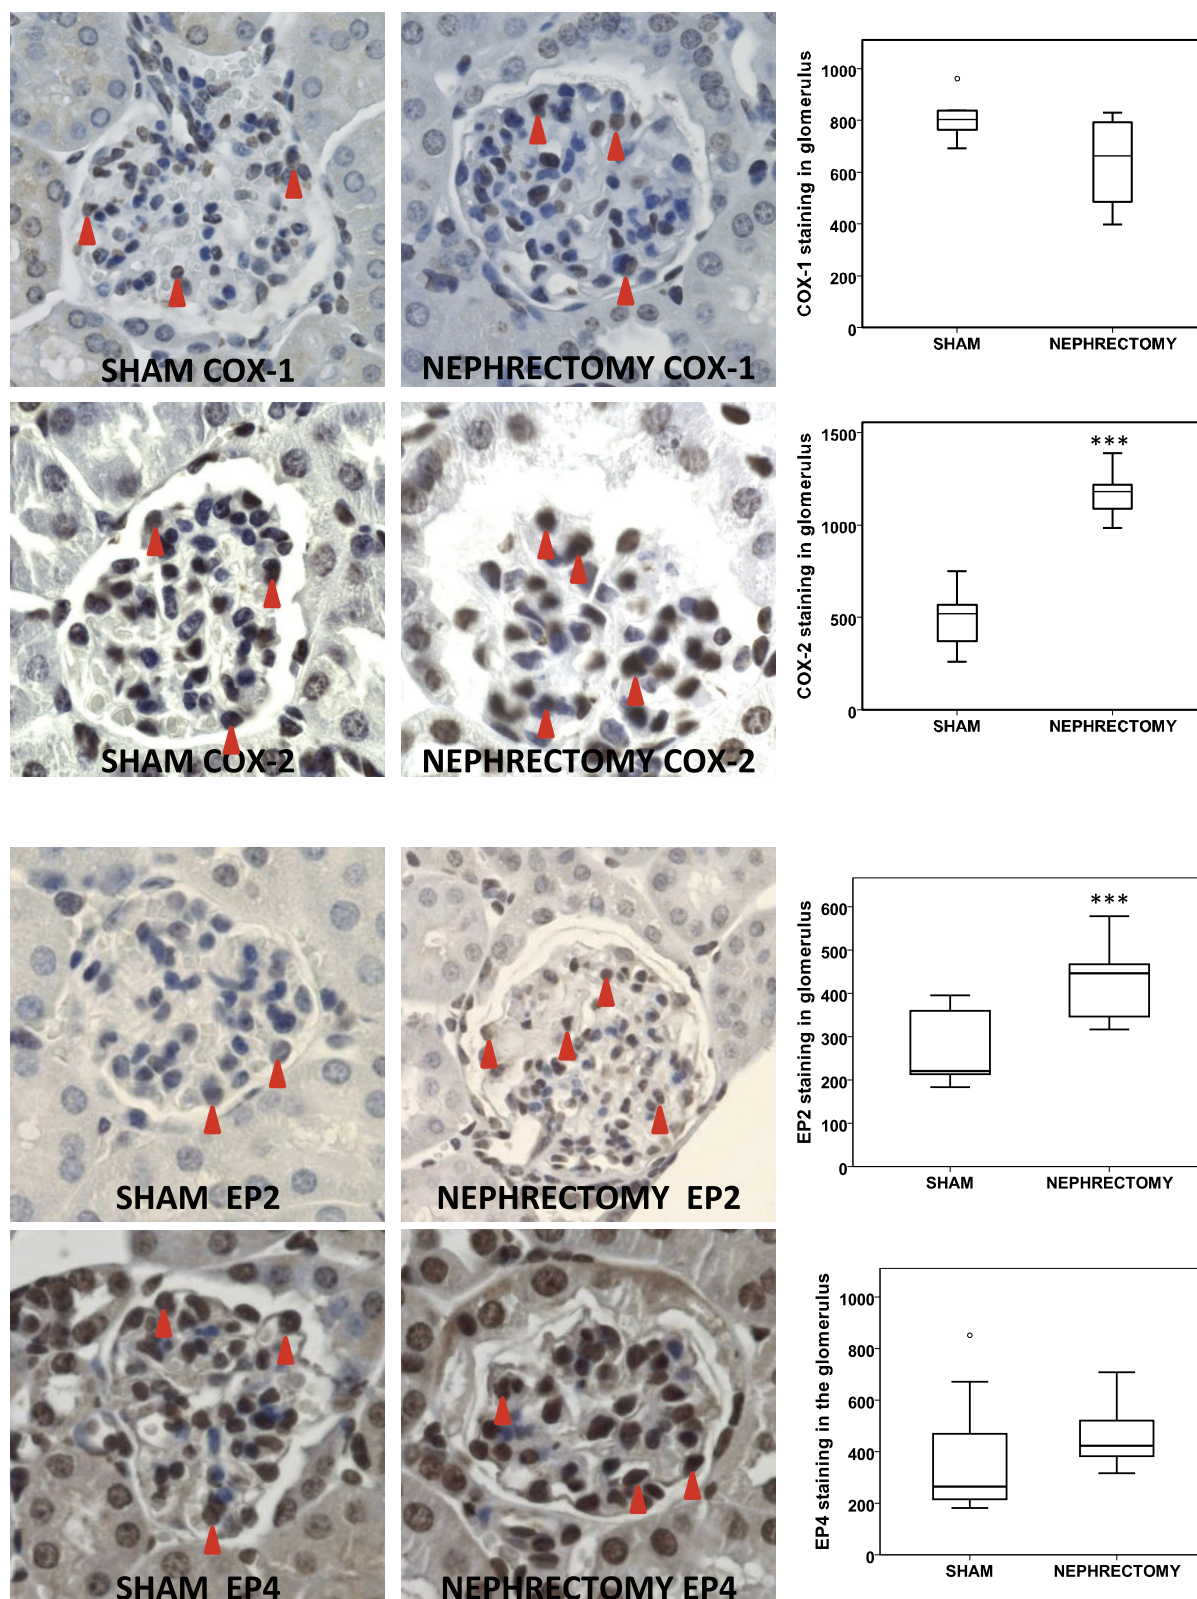 SHAM COX-1
NEPHRECTOMY COX-1
COX-1 staining in glomerulus
1000
800
600
400
200
0
SHAM
NEPHRECTOMY
SHAM COX-2
NEPHRECTOMY COX-2
COX-2 staining in glomerulus
1500
1000
500
0
***
SHAM
NEPHRECTOMY
SHAM EP2
NEPHRECTOMY EP2
EP2 staining in glomerulus
600
500
400
300
200
100
0
***
SHAM
NEPHRECTOMY
SHAM EP4
NEPHRECTOMY EP4
EP4 staining in the glomerulus
1000
800
600
400
200
0
SHAM
NEPHRECTOMY